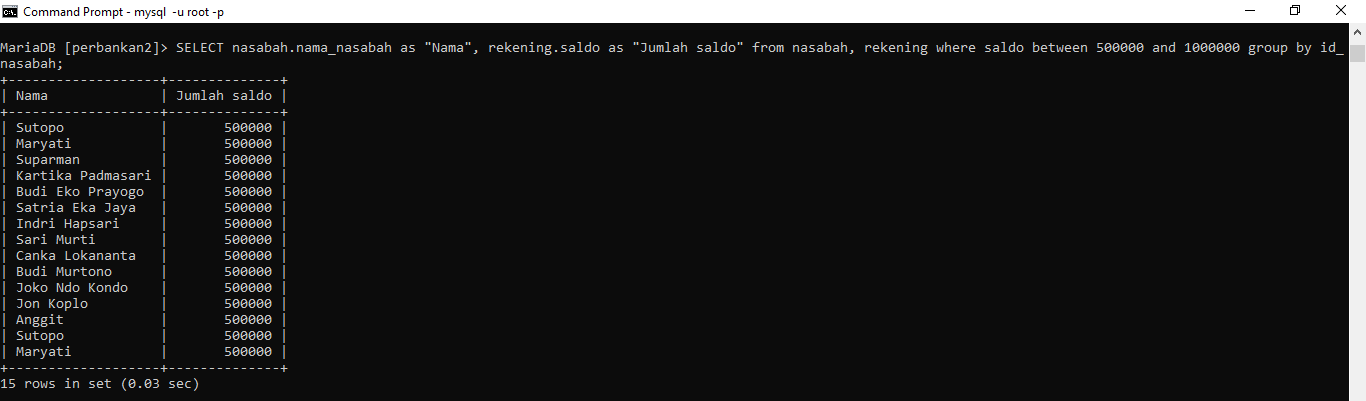 Command Prompt - mysql  -u root -p
MariaDB [perbankan2]> SELECT nasabah.nama_nasabah as "Nama", rekening.saldo as "Jumlah saldo" from nasabah, rekening where saldo between 500000 and 1000000 group by id_
nasabah;
+-------------------+--------------+
| Nama              | Jumlah saldo |
+-------------------+--------------+
| Sutopo            |       500000 |
| Maryati           |       500000 |
| Suparman          |       500000 |
| Kartika Padmasari |       500000 |
| Budi Eko Prayogo  |       500000 |
| Satria Eka Jaya   |       500000 |
| Indri Hapsari     |       500000 |
| Sari Murti        |       500000 |
| Canka Lokananta   |       500000 |
| Budi Murtono      |       500000 |
| Joko Ndo Kondo    |       500000 |
| Jon Koplo         |       500000 |
| Anggit            |       500000 |
| Sutopo            |       500000 |
| Maryati           |       500000 |
+-------------------+--------------+
15 rows in set (0.03 sec)